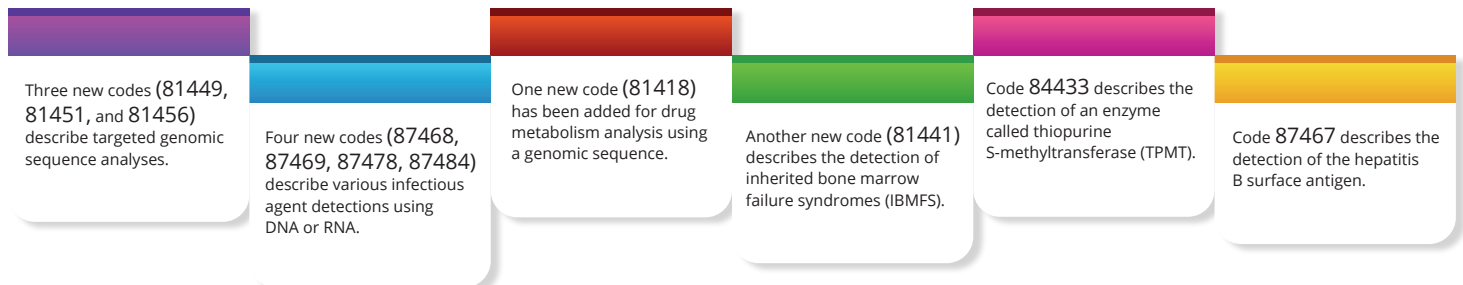 Three new codes (81449,
81451, and 81456)
describe targeted genomic
sequence analyses.
Four new codes (87468,
87469, 87478, 87484)
describe various infectious
agent detections using
DNA or RNA.
One new code (81418)
has been added for drug
metabolism analysis using
a genomic sequence.
Another new code (81441)
describes the detection of
inherited bone marrow
failure syndromes (IBMFS).
Code 84433 describes the
detection of an enzyme
called thiopurine
S-methyltransferase (TPMT).
Code 87467 describes the
detection of the hepatitis
B surface antigen.